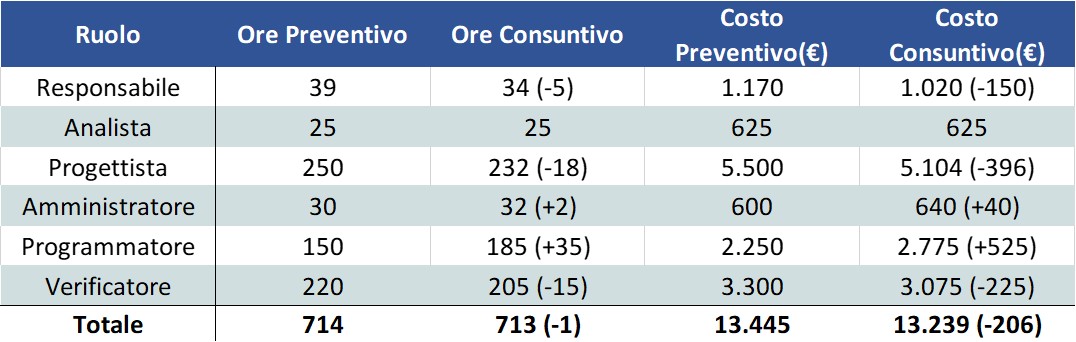 Ruolo Ore Preventivo Ore Consuntivo Costo Preventivo(€) Costo Consuntivo(€)
Responsabile 39 34 (-5) 1.170 1.020 (-150)
Analista 25 25 625 625
Progettista 250 232 (-18) 5.500 5.104 (-396)
Amministratore 30 32 (+2) 600 640 (+40)
Programmatore 150 185 (+35) 2.250 2.775 (+525)
Verificatore 220 205 (-15) 3.300 3.075 (-225)
Totale 714 713 (-1) 13.445 13.239 (-206)